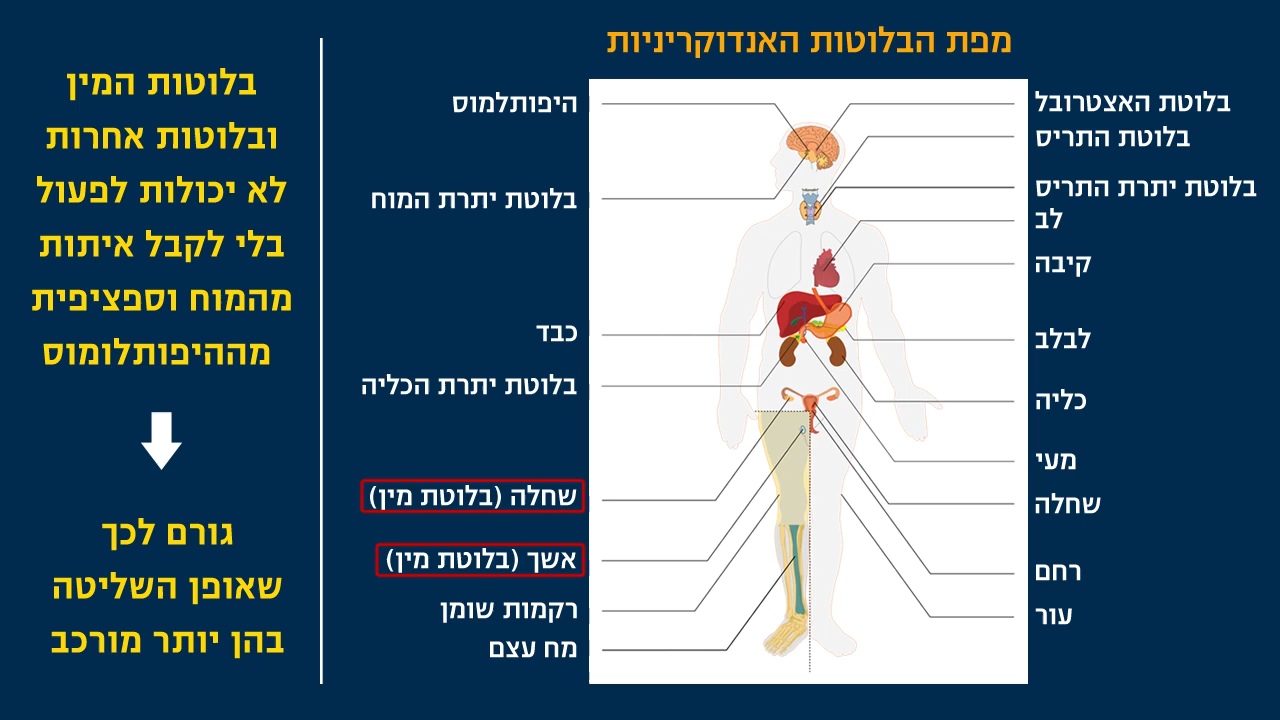 מפת הבלוטות האנדוקריניות
בלוטת האצטרובל
בלוטת התריס
בלוטת יתרת התריס
לב
קיבה
לבלב
כליה
מעי
שחלה
רחם
עור
היפותלמוס
בלוטת יתרת המוח
כבד
בלוטת יתרת הכליה
שחלה (בלוטת מין)
אשך (בלוטת מין)
רקמות שומן
מח עצם
בלוטות המין
ובלוטות אחרות
לא יכולות לפעול
בלי לקבל איתות
מהמוח וספציפית
מההיפותלומוס
גורם לכך
שאופן השליטה
בהן יותר מורכב